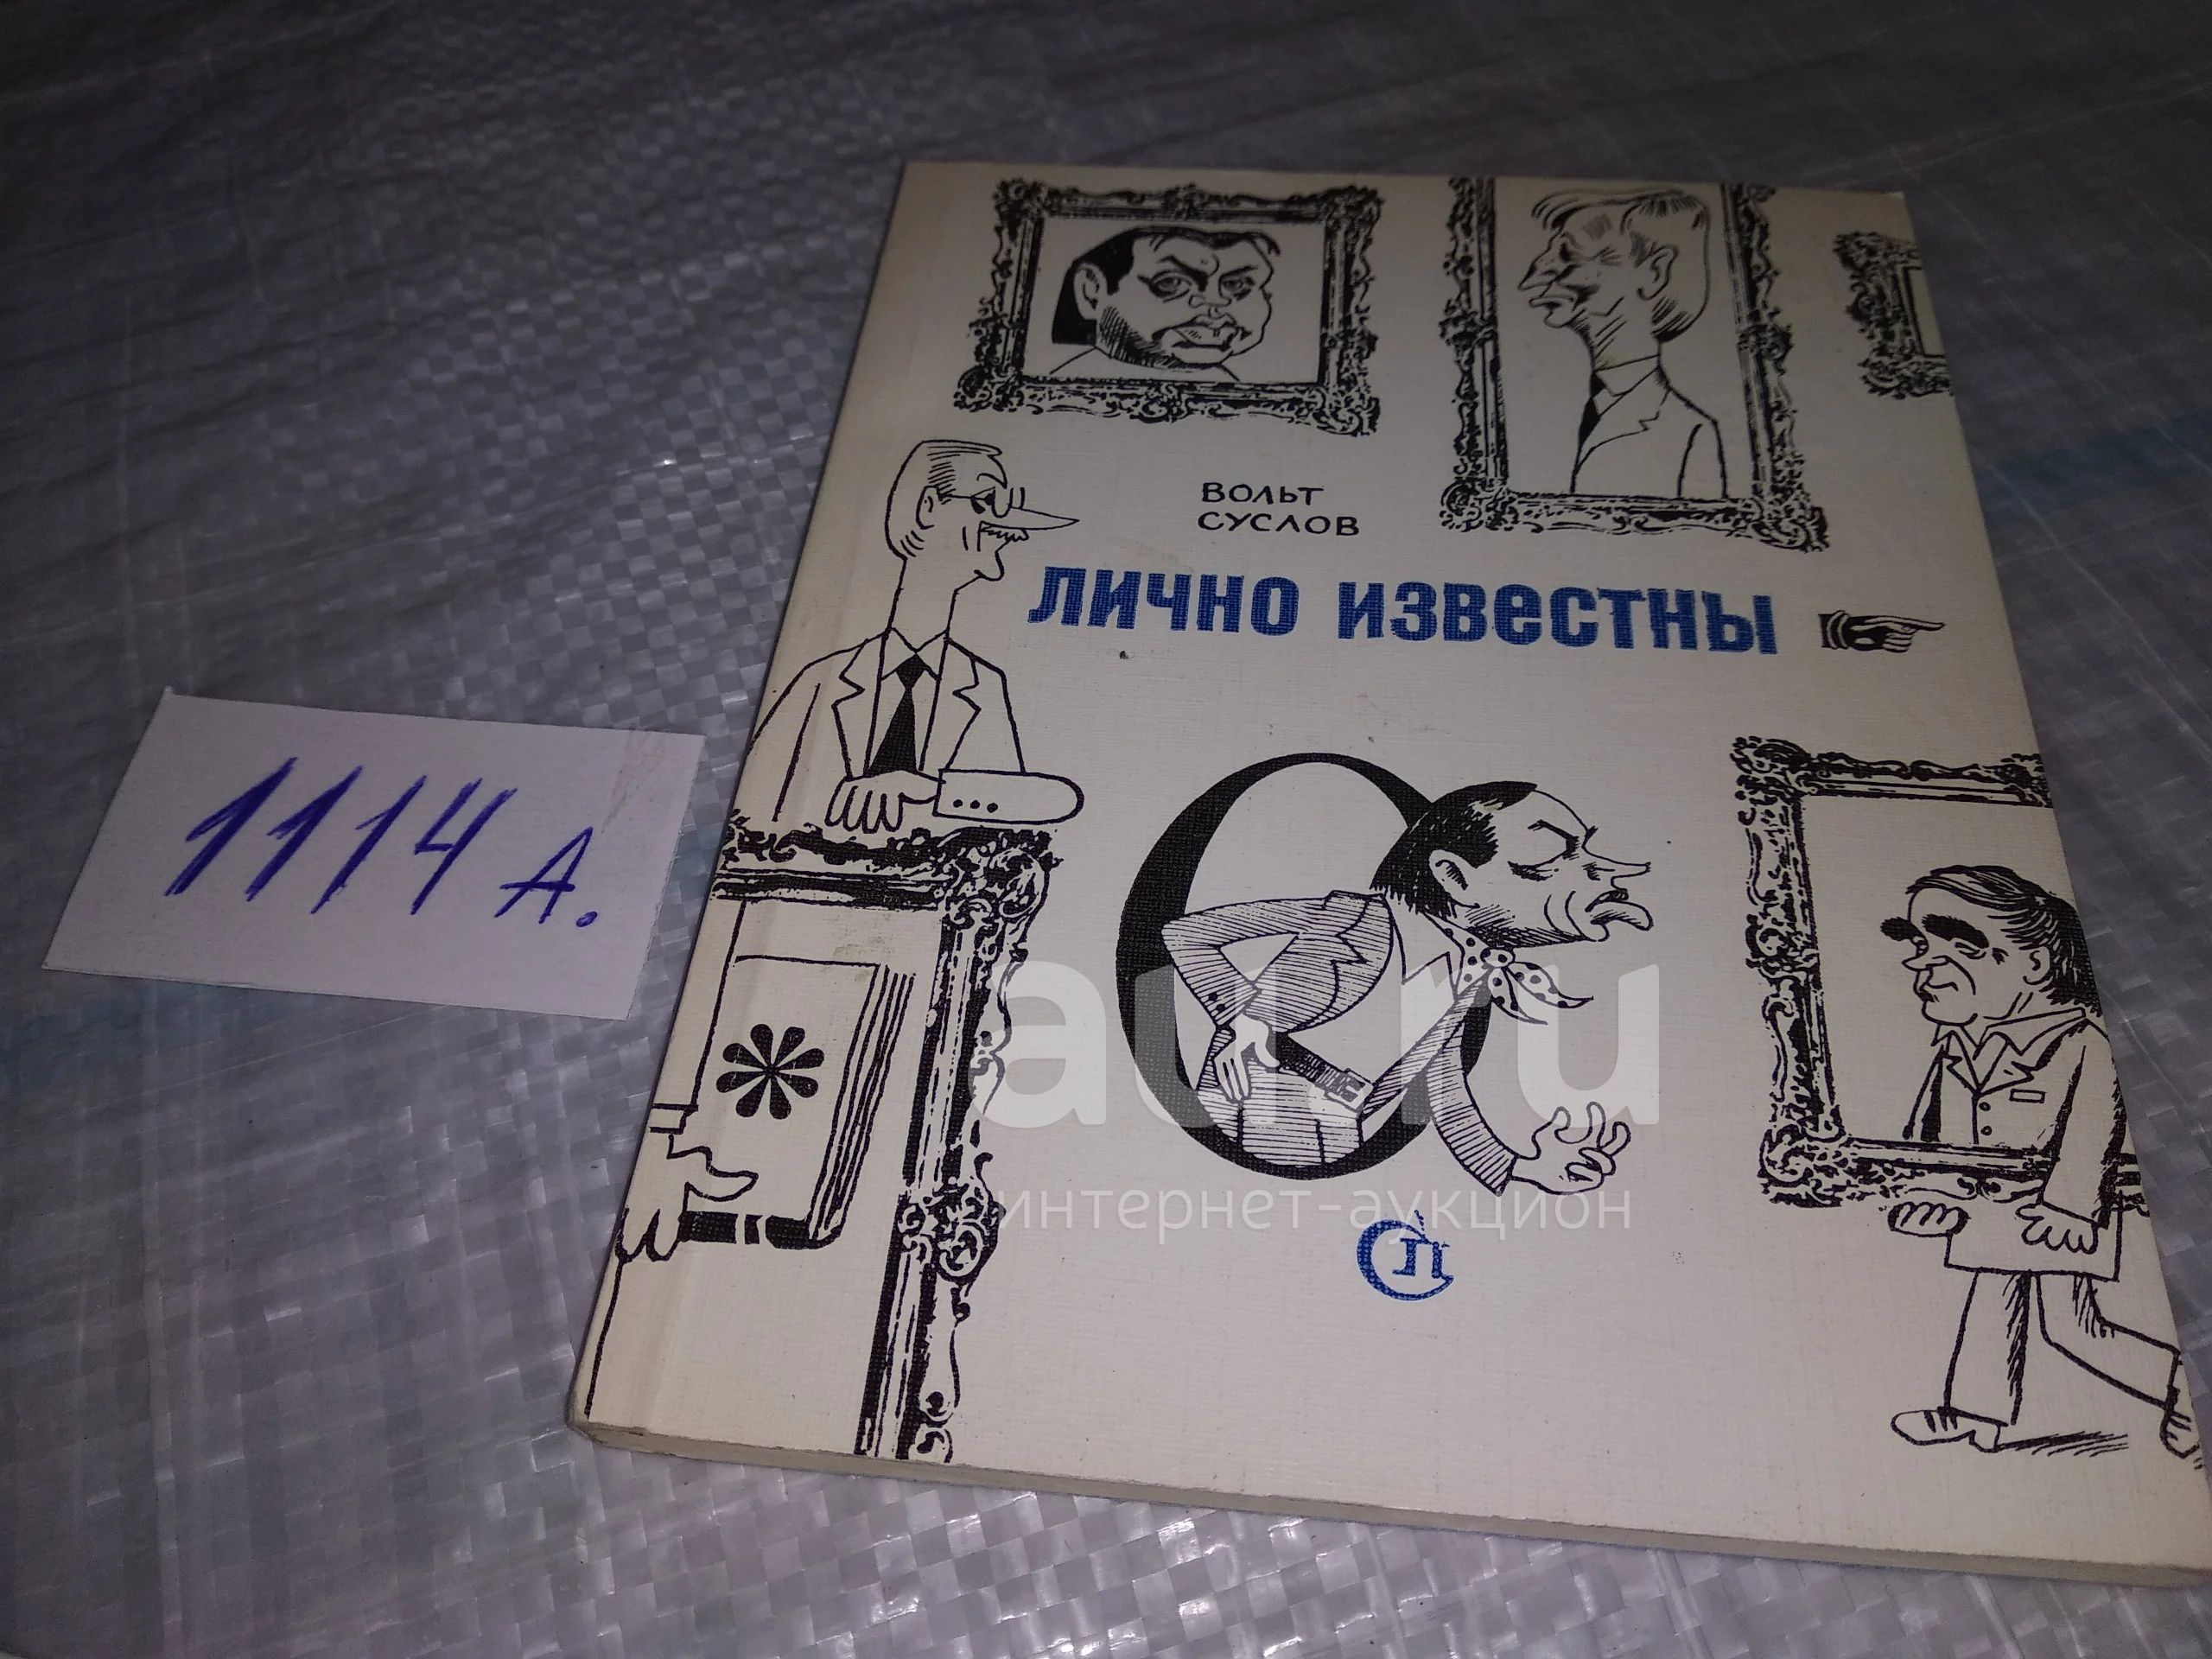 ВОЛЬТ
СУСЛОВ
ЛИЧНО ИЗВЕСТНЫ
1114 А.
au.ru
интернет-аукцион